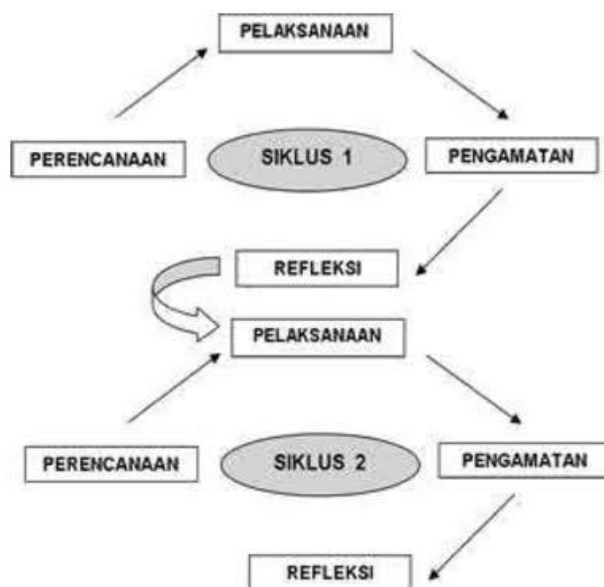 PELAKSANAAN
PERENCANAAN
SIKLUS 1
PENGAMATAN
REFLEKSI
PELAKSANAAN
PERENCANAAN
SIKLUS 2
PENGAMATAN
REFLEKSI